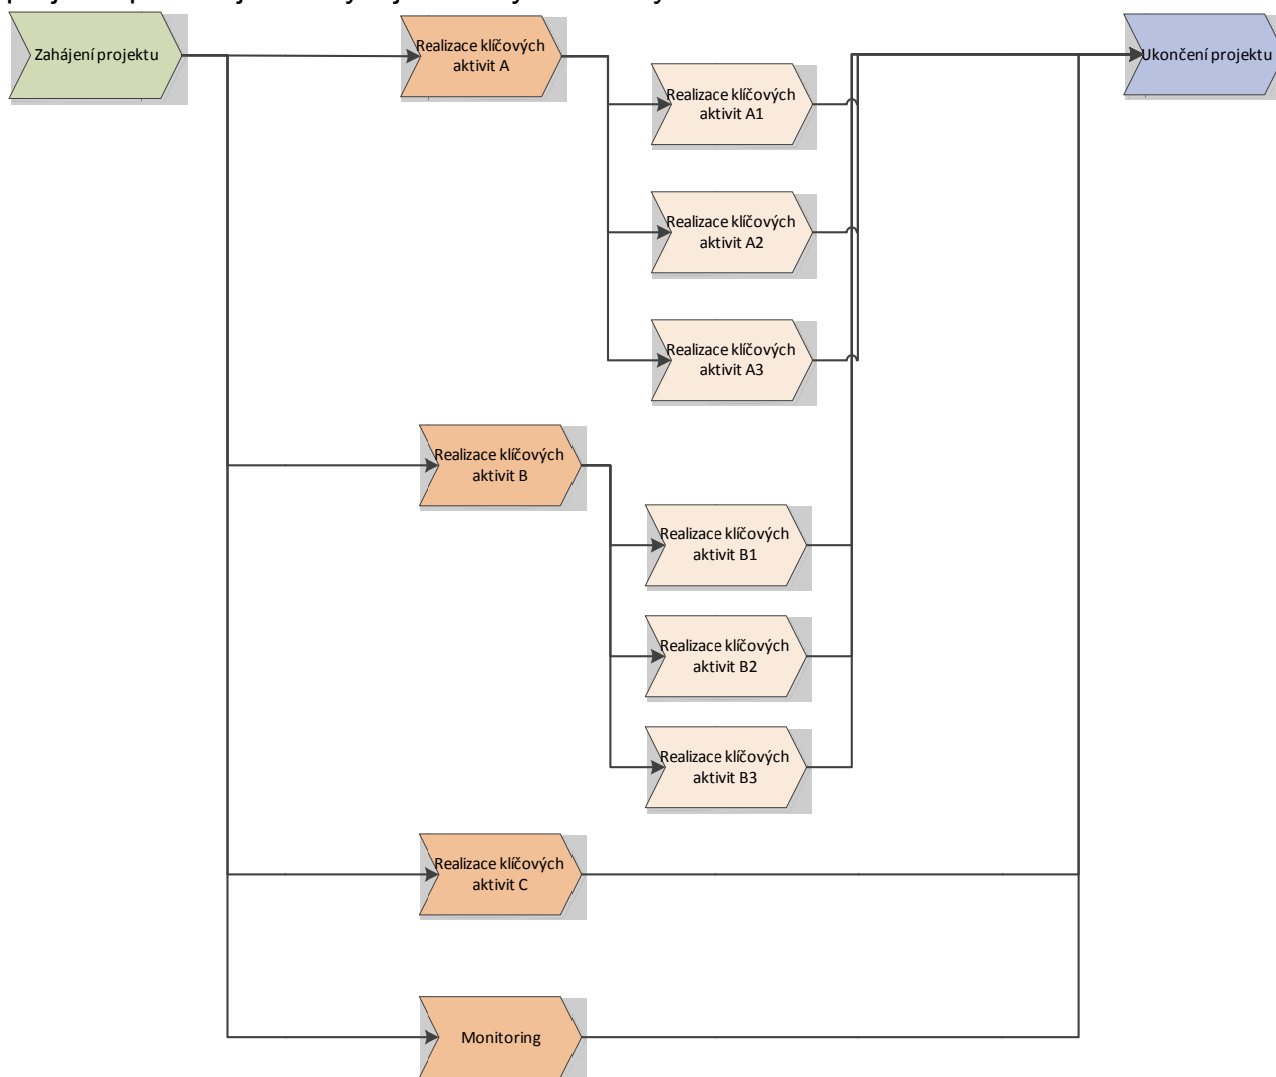 Zahájení projektu
Realizace klíčových
aktivit A
Ukončení projektu
Realizace klíčových
aktivit A1
Realizace klíčových
aktivit A2
Realizace klíčových
aktivit A3
Realizace klíčových
aktivit B
Realizace klíčových
aktivit B1
Realizace klíčových
aktivit B2
Realizace klíčových
aktivit B3
Realizace klíčových
aktivit C
Monitoring